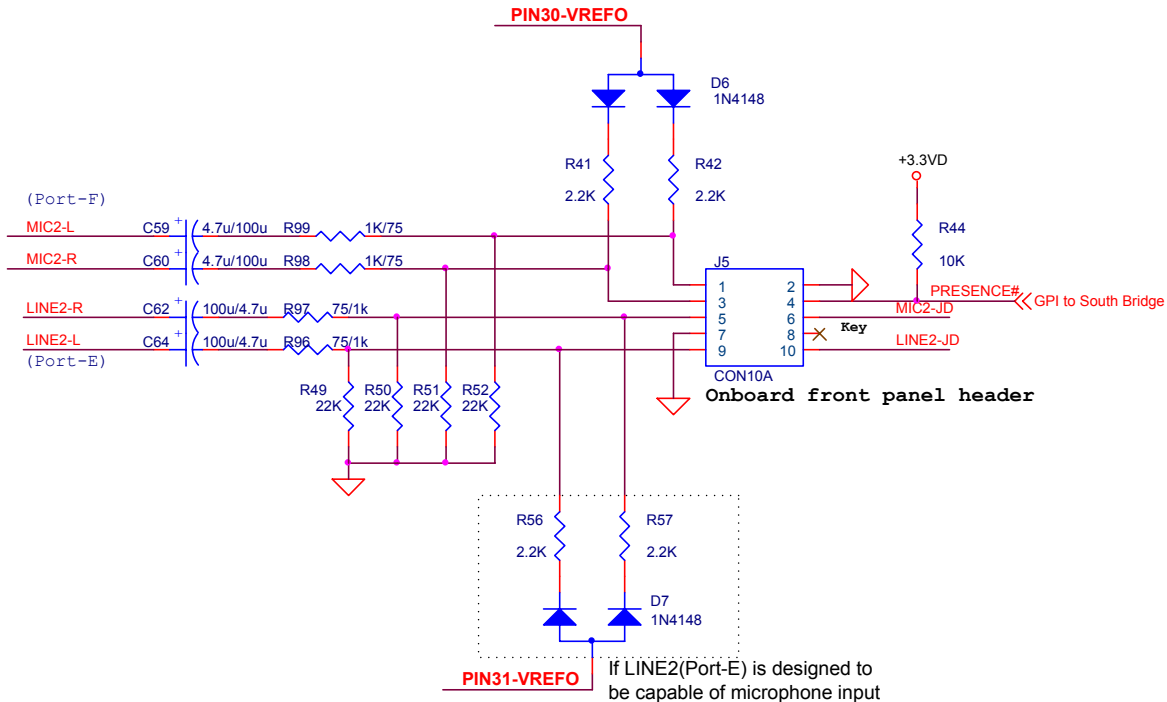 PIN30-VREFO
D6
1N4148
R41
R42
2.2K
2.2K
+3.3VD
R44
10K
(Port-F)
MIC2-L
C59
+
4.7u/100u
R99
1K/75
MIC2-R
C60
+
4.7u/100u
R98
1K/75
LINE2-R
C62
+
100u/4.7u
R97
75/1k
LINE2-L
C64
+
100u/4.7u
R96
75/1k
(Port-E)
J5
1
2
3
4
5
6
7
8
9
10
CON10A
PRESENCE#
GPI to South Bridge
MIC2-JD
Key
LINE2-JD
Onboard front panel header
R49
22K
R50
22K
R51
22K
R52
22K
R56
2.2K
R57
2.2K
D7
1N4148
PIN31-VREFO
If LINE2(Port-E) is designed to
be capable of microphone input